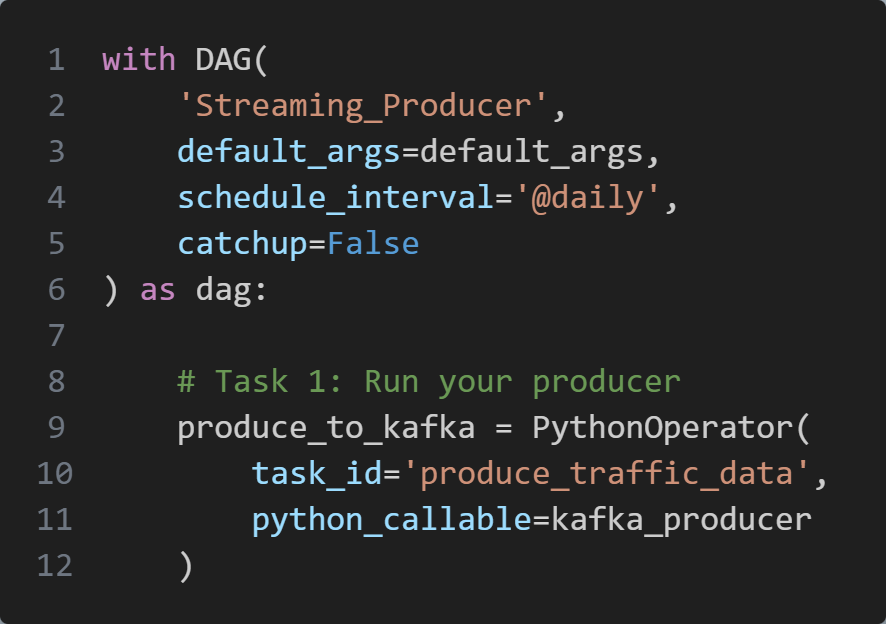 1 with DAG(
2     'Streaming_Producer',
3     default_args=default_args,
4     schedule_interval='@daily',
5     catchup=False
6 ) as dag:
7
8     # Task 1: Run your producer
9     produce_to_kafka = PythonOperator(
10         task_id='produce_traffic_data',
11         python_callable=kafka_producer
12     )